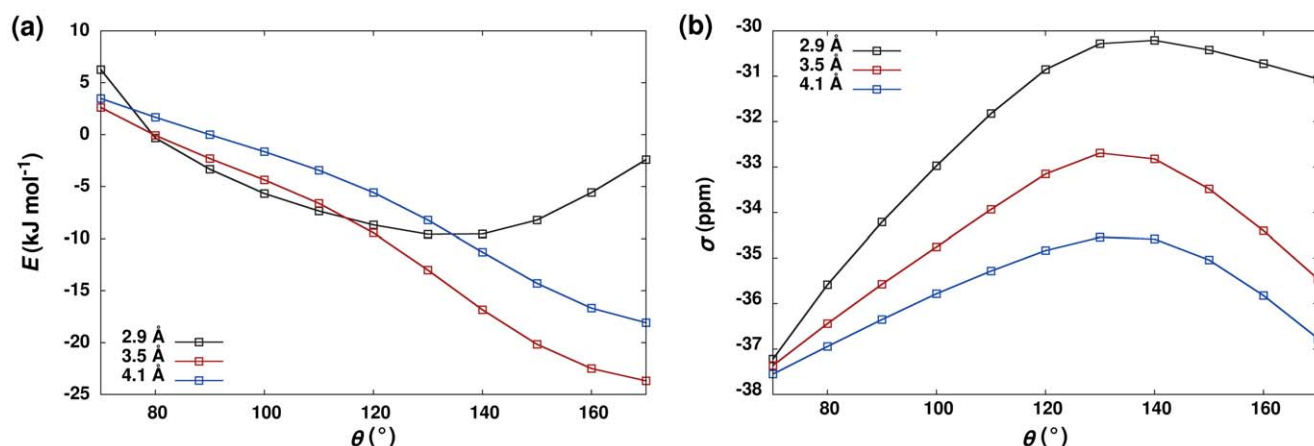 (a)
10
5
0
-5
-10
-15
-20
-25
E (kJ mol⁻¹)
2.9 Å
3.5 Å
4.1 Å
80 100 120 140 160
θ (°)
(b)
-30
-31
-32
-33
-34
-35
-36
-37
-38
σ (ppm)
2.9 Å
3.5 Å
4.1 Å
80 100 120 140 160
θ (°)